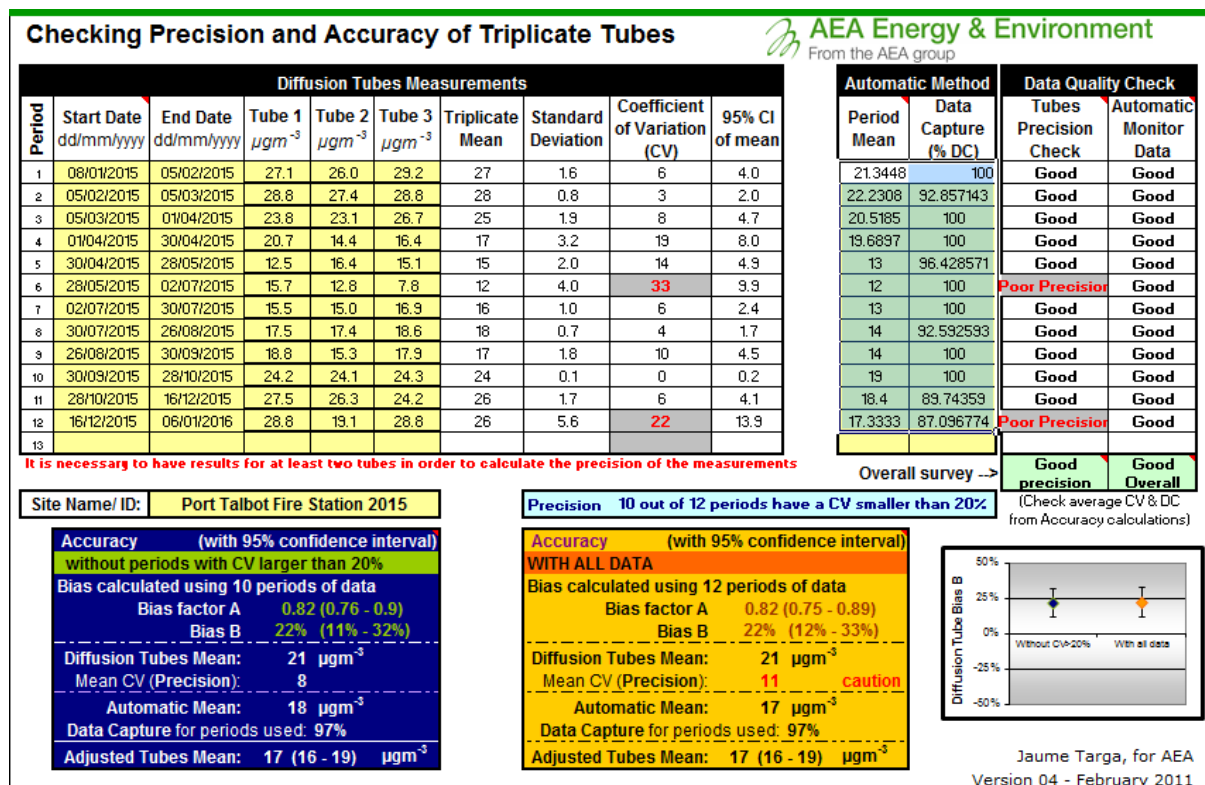 Checking Precision and Accuracy of Triplicate Tubes
AEA Energy & Environment
From the AEA group
Diffusion Tubes Measurements
Period Start Date dd/mm/yyyy End Date dd/mm/yyyy Tube 1 µgm-3 Tube 2 µgm-3 Tube 3 µgm-3 Triplicate Mean Standard Deviation Coefficient of Variation (CV) 95% CI of mean
Automatic Method Data Quality Check
Period Mean Data Capture (% DC) Tubes Precision Check Automatic Monitor Data
1 08/01/2015 05/02/2015 27.1 26.0 29.2 27 1.6 6 4.0 21.3448 100 Good Good
2 05/02/2015 05/03/2015 28.8 27.4 28.8 28 0.8 3 2.0 22.2308 92.857143 Good Good
3 05/03/2015 01/04/2015 23.8 23.1 26.7 25 1.9 8 4.7 20.5185 100 Good Good
4 01/04/2015 30/04/2015 20.7 14.4 16.4 17 3.2 19 8.0 19.6897 100 Good Good
5 30/04/2015 28/05/2015 12.5 16.4 15.1 15 2.0 14 4.9 13 96.428571 Good Good
6 28/05/2015 02/07/2015 15.7 12.8 7.8 12 4.0 33 9.9 12 100 Poor Precision Good
7 02/07/2015 30/07/2015 15.5 15.0 16.9 16 1.0 6 2.4 13 100 Good Good
8 30/07/2015 26/08/2015 17.5 17.4 18.6 18 0.7 4 1.7 14 92.592593 Good Good
9 26/08/2015 30/09/2015 18.8 15.3 17.9 17 1.8 10 4.5 14 100 Good Good
10 30/09/2015 28/10/2015 24.2 24.1 24.3 24 0.1 0 0.2 19 100 Good Good
11 28/10/2015 16/12/2015 27.5 26.3 24.2 26 1.7 6 4.1 18.4 89.74359 Good Good
12 16/12/2015 06/01/2016 28.8 19.1 28.8 26 5.6 22 13.9 17.3333 87.096774 Poor Precision Good
13
It is necessary to have results for at least two tubes in order to calculate the precision of the measurements
Overall survey --> Good precision Good Overall
Site Name/ ID: Port Talbot Fire Station 2015
Precision 10 out of 12 periods have a CV smaller than 20%
(Check average CV & DC
from Accuracy calculations)
Accuracy (with 95% confidence interval)
without periods with CV larger than 20%
Bias calculated using 10 periods of data
Bias factor A 0.82 (0.76 - 0.9)
Bias B 22% (11% - 32%)
Diffusion Tubes Mean: 21 µgm-3
Mean CV (Precision): 8
Automatic Mean: 18 µgm-3
Data Capture for periods used: 97%
Adjusted Tubes Mean: 17 (16 - 19) µgm-3
Accuracy (with 95% confidence interval)
WITH ALL DATA
Bias calculated using 12 periods of data
Bias factor A 0.82 (0.75 - 0.89)
Bias B 22% (12% - 33%)
Diffusion Tubes Mean: 21 µgm-3
Mean CV (Precision): 11 caution
Automatic Mean: 17 µgm-3
Data Capture for periods used: 97%
Adjusted Tubes Mean: 17 (16 - 19) µgm-3
Diffusion Tube Bias B
50%
25%
0%
-25%
-50%
Without CV>20% With all data
Jaume Targa, for AEA
Version 04 - February 2011